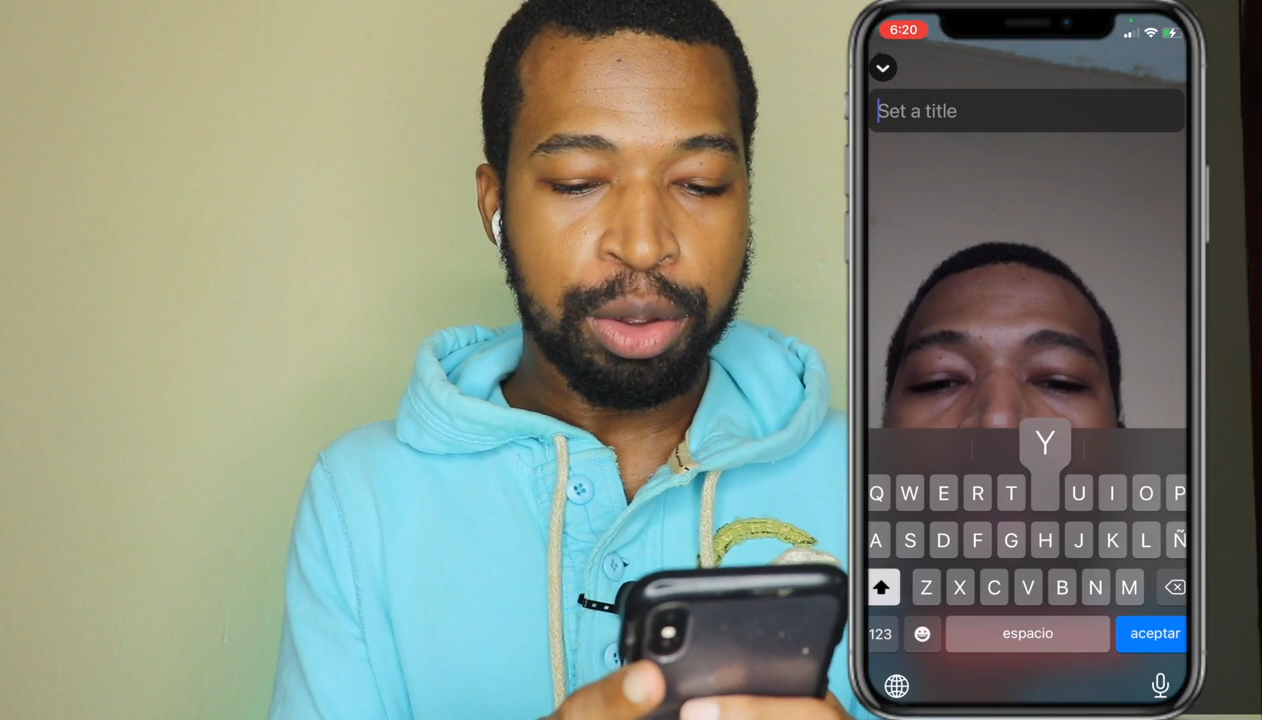 6:20
Set a title
Y
Q W E R T U I O P
A S D F G H J K L Ñ
Z X C V B N M
123 espacio aceptar